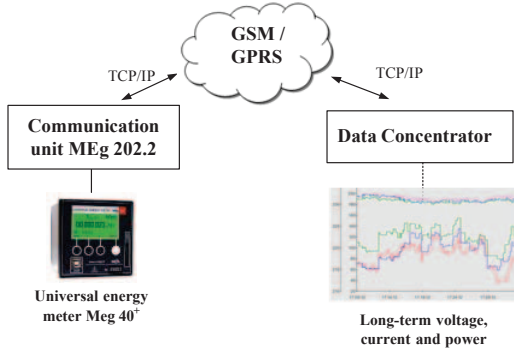 GSM /
GPRS
TCP/IP
TCP/IP
Communication
unit MEg 202.2
Data Concentrator
Universal energy
meter Meg 40+
Long-term voltage,
current and power